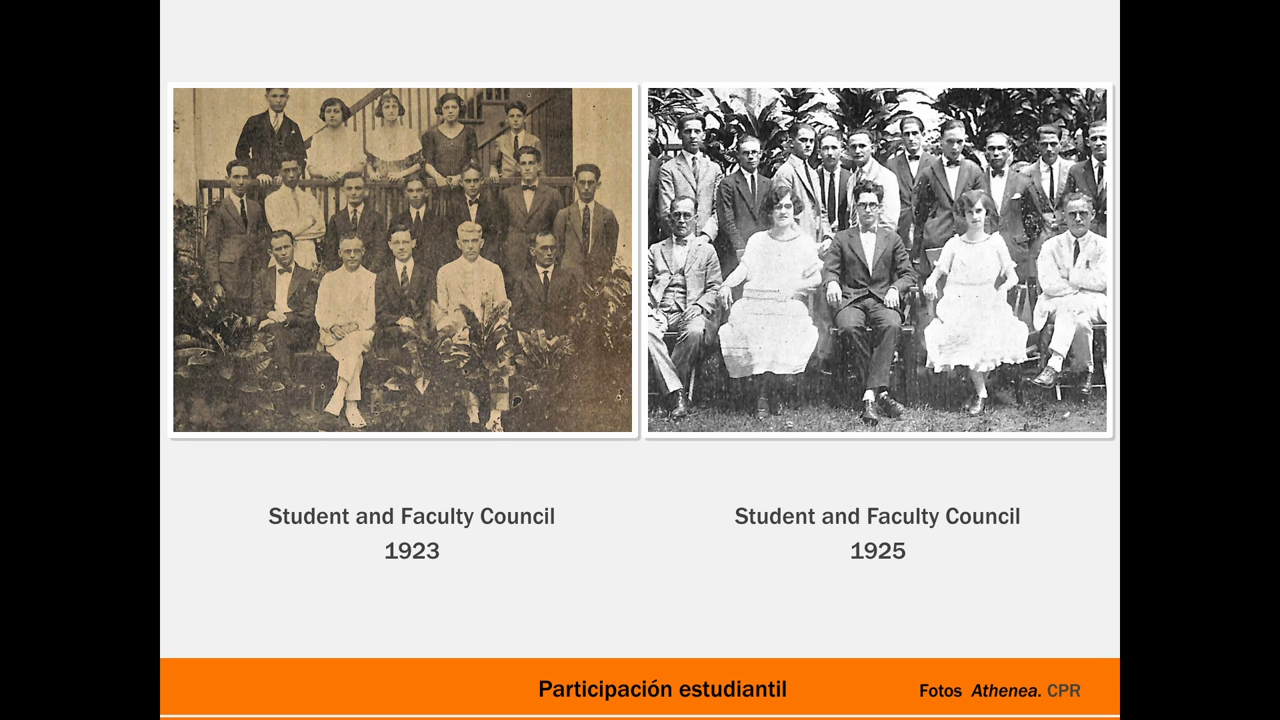 Student and Faculty Council
1923
Student and Faculty Council
1925
Participación estudiantil
Fotos Athenea. CPR